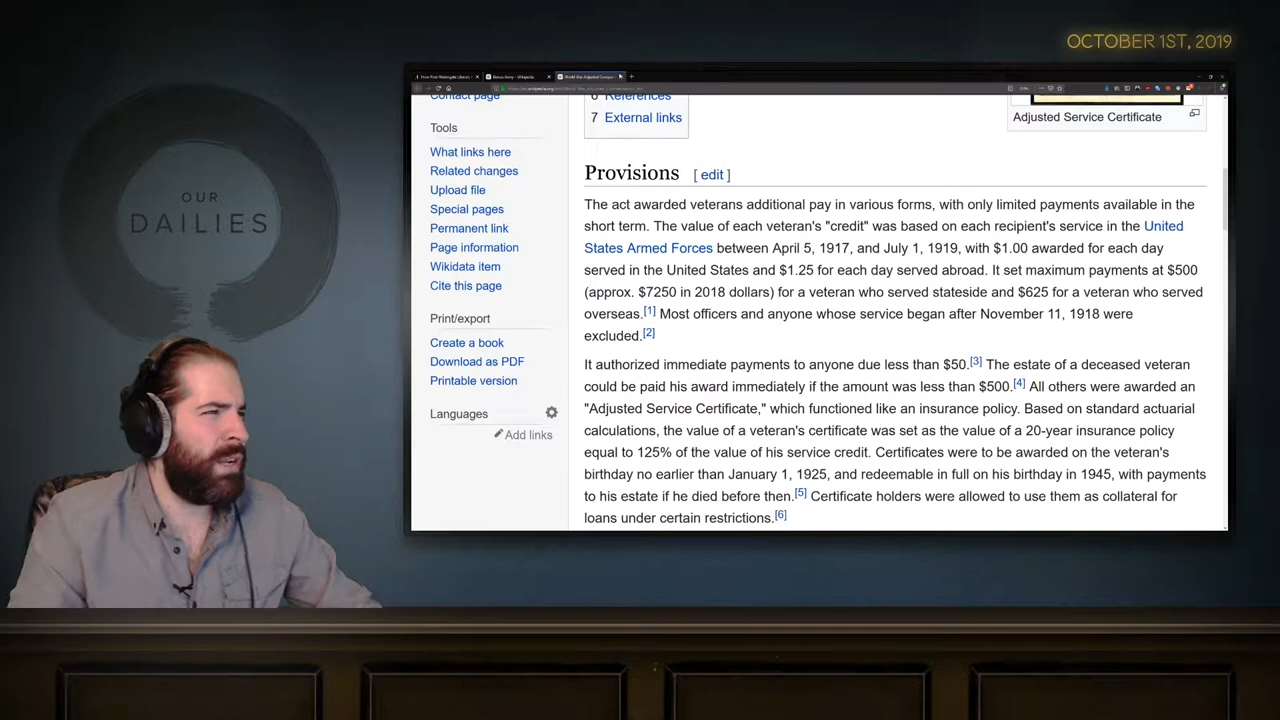 OCTOBER 1ST, 2019
OUR
DAILIES
How Post-Watergate Liberals
Bonus Army - Wikipedia
World War Adjusted Compens
Contact page
Tools
What links here
Related changes
Upload file
Special pages
Permanent link
Page information
Wikidata item
Cite this page
Print/export
Create a book
Download as PDF
Printable version
Languages
Add links
6 References
7 External links
Adjusted Service Certificate
Provisions [ edit ]
The act awarded veterans additional pay in various forms, with only limited payments available in the
short term. The value of each veteran's "credit" was based on each recipient's service in the United
States Armed Forces between April 5, 1917, and July 1, 1919, with $1.00 awarded for each day
served in the United States and $1.25 for each day served abroad. It set maximum payments at $500
(approx. $7250 in 2018 dollars) for a veteran who served stateside and $625 for a veteran who served
overseas.[1] Most officers and anyone whose service began after November 11, 1918 were
excluded.[2]
It authorized immediate payments to anyone due less than $50.[3] The estate of a deceased veteran
could be paid his award immediately if the amount was less than $500.[4] All others were awarded an
"Adjusted Service Certificate," which functioned like an insurance policy. Based on standard actuarial
calculations, the value of a veteran's certificate was set as the value of a 20-year insurance policy
equal to 125% of the value of his service credit. Certificates were to be awarded on the veteran's
birthday no earlier than January 1, 1925, and redeemable in full on his birthday in 1945, with payments
to his estate if he died before then.[5] Certificate holders were allowed to use them as collateral for
loans under certain restrictions.[6]